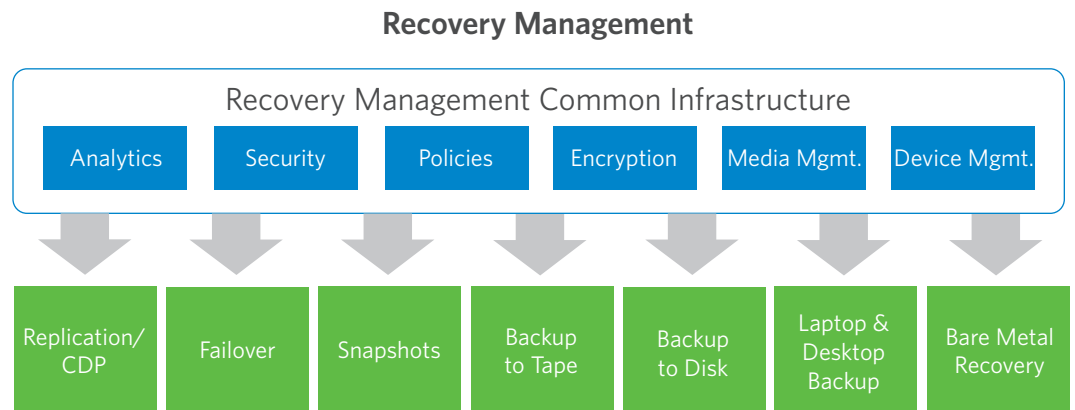 Recovery Management
Recovery Management Common Infrastructure
Analytics
Security
Policies
Encryption
Media Mgmt.
Device Mgmt.
Replication/
CDP
Failover
Snapshots
Backup
to Tape
Backup
to Disk
Laptop &
Desktop
Backup
Bare Metal
Recovery